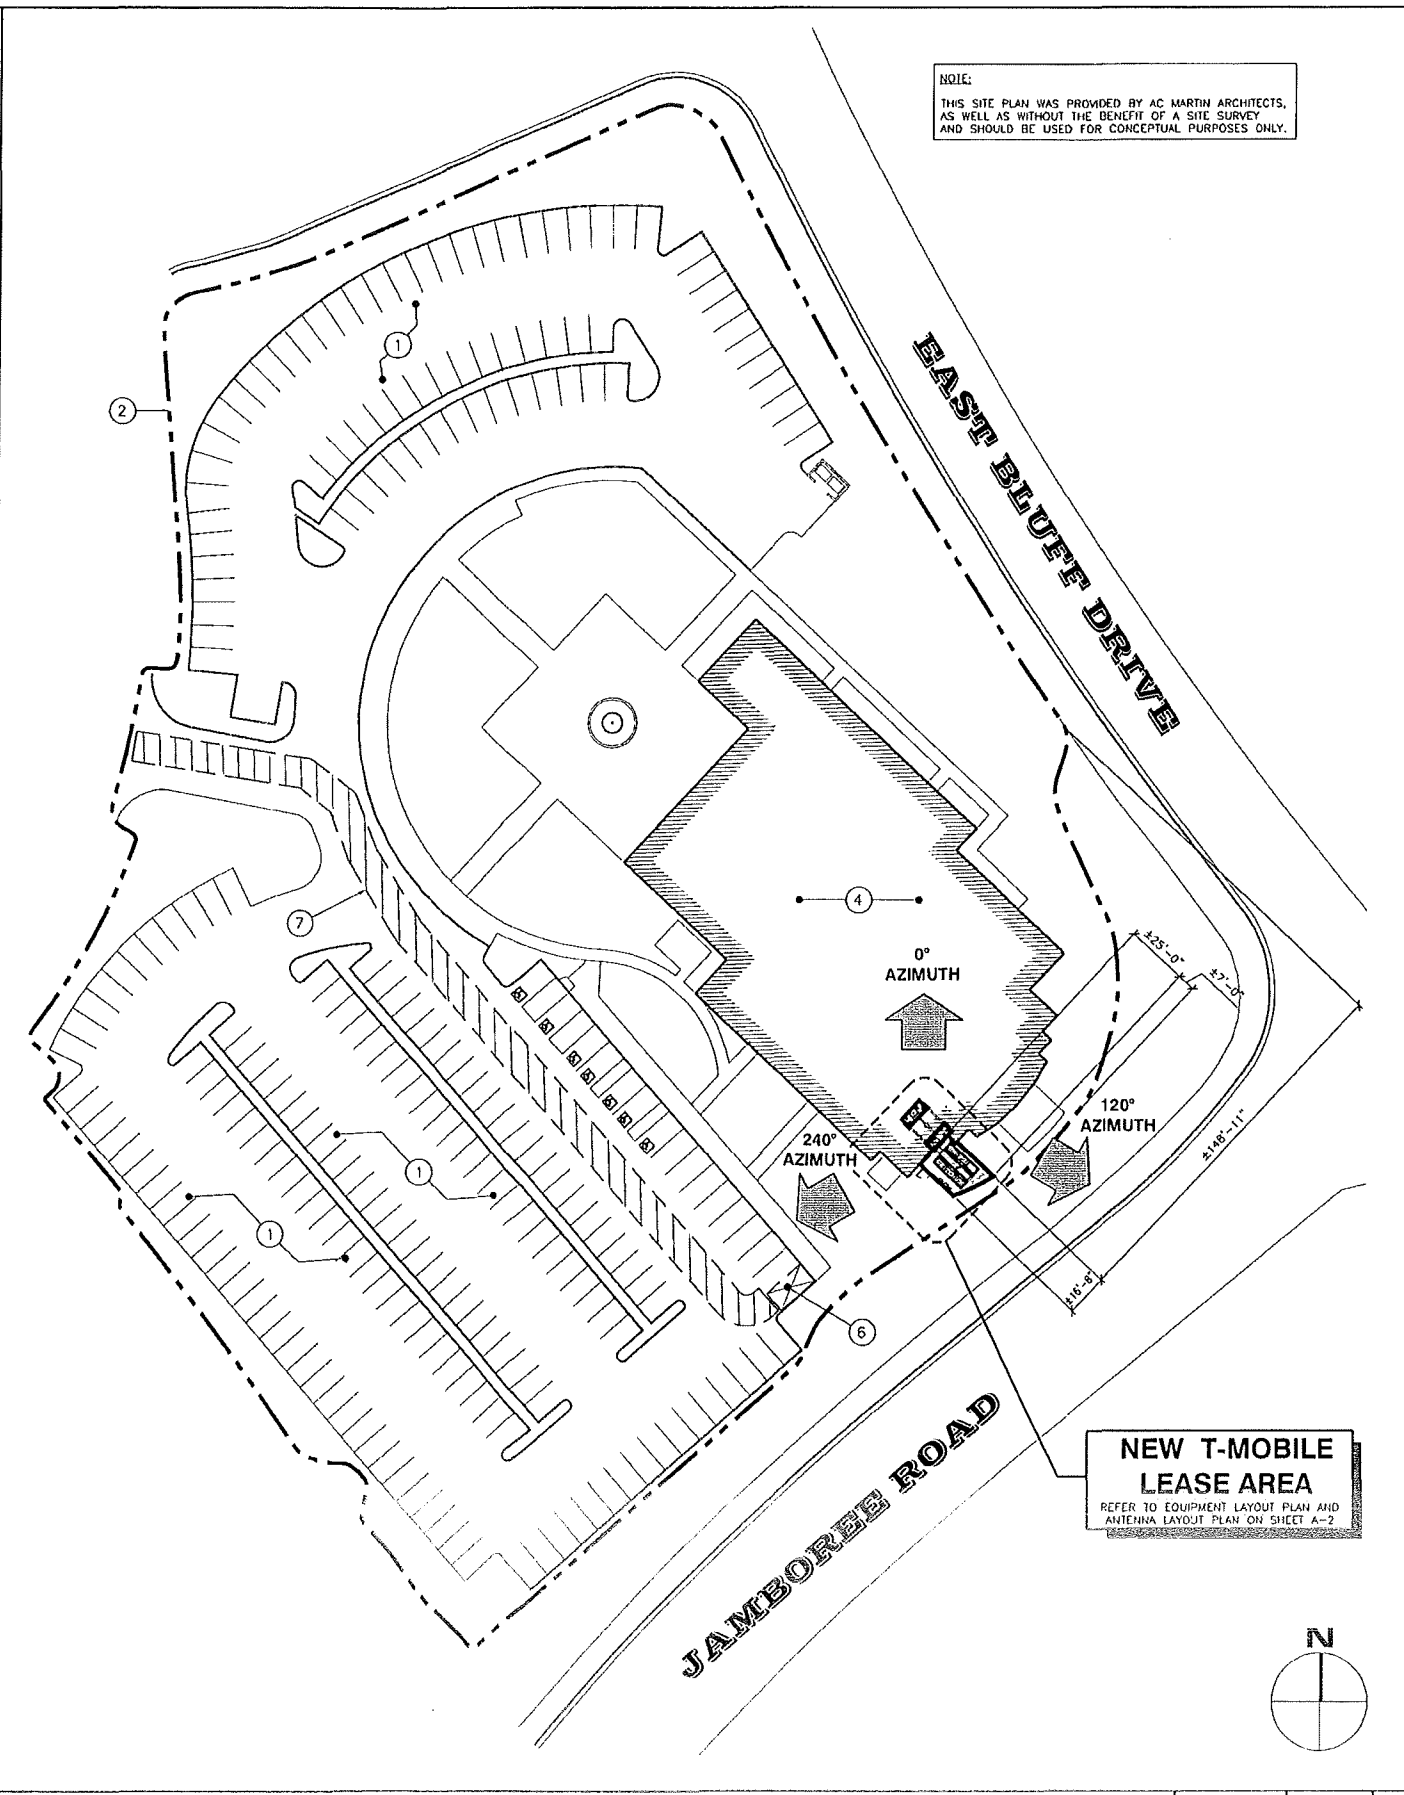 NOTE:
THIS SITE PLAN WAS PROVIDED BY AC MARTIN ARCHITECTS,
AS WELL AS WITHOUT THE BENEFIT OF A SITE SURVEY
AND SHOULD BE USED FOR CONCEPTUAL PURPOSES ONLY.
1
2
EAST BLUFF DRIVE
4
7
0°
AZIMUTH
±25'-0"
±7'-0"
120°
AZIMUTH
±148'-11"
240°
AZIMUTH
1
1
±16'-8"
6
NEW T-MOBILE
LEASE AREA
REFER TO EQUIPMENT LAYOUT PLAN AND
ANTENNA LAYOUT PLAN ON SHEET A-2
JAMBOREE ROAD
N